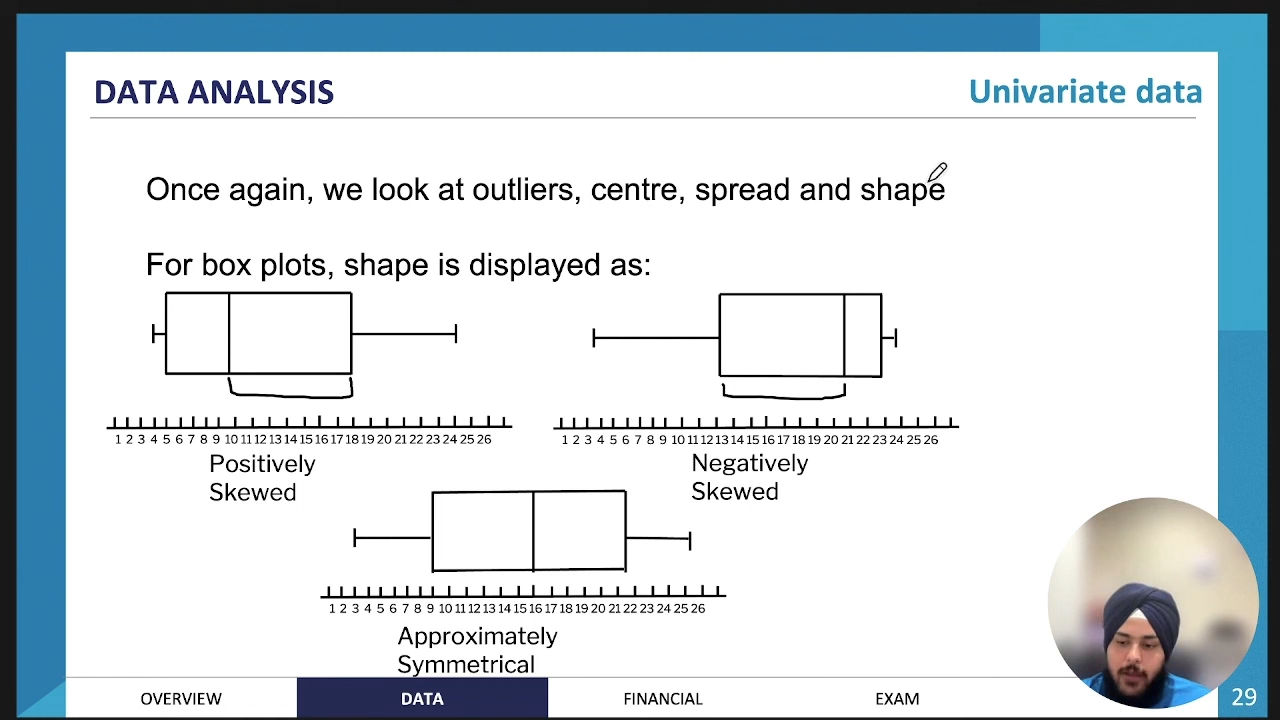 DATA ANALYSIS
Univariate data
Once again, we look at outliers, centre, spread and shape
For box plots, shape is displayed as:
1 2 3 4 5 6 7 8 9 10 11 12 13 14 15 16 17 18 19 20 21 22 23 24 25 26
Positively
Skewed
1 2 3 4 5 6 7 8 9 10 11 12 13 14 15 16 17 18 19 20 21 22 23 24 25 26
Negatively
Skewed
1 2 3 4 5 6 7 8 9 10 11 12 13 14 15 16 17 18 19 20 21 22 23 24 25 26
Approximately
Symmetrical
OVERVIEW
DATA
FINANCIAL
EXAM
29